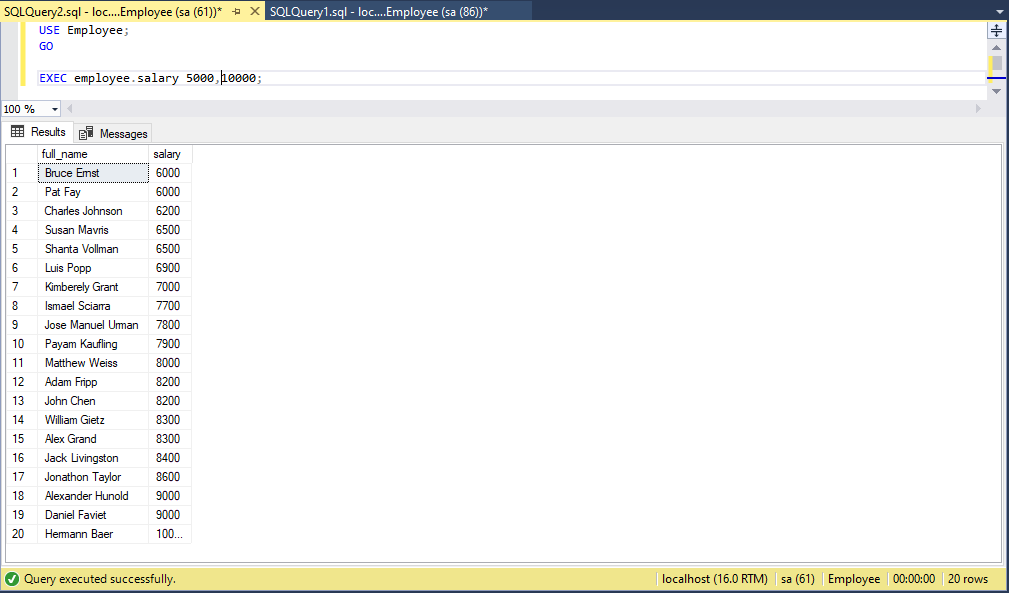 SQLQuery2.sql - loc....Employee (sa (61))* SQLQuery1.sql - loc....Employee (sa (86))*
USE Employee;
GO
EXEC employee.salary 5000,10000;
100 %
Results Messages
full_name salary
1 Bruce Ernst 6000
2 Pat Fay 6000
3 Charles Johnson 6200
4 Susan Mavris 6500
5 Shanta Vollman 6500
6 Luis Popp 6900
7 Kimberely Grant 7000
8 Ismael Sciarra 7700
9 Jose Manuel Urman 7800
10 Payam Kaufling 7900
11 Matthew Weiss 8000
12 Adam Fripp 8200
13 John Chen 8200
14 William Gietz 8300
15 Alex Grand 8300
16 Jack Livingston 8400
17 Jonathon Taylor 8600
18 Alexander Hunold 9000
19 Daniel Faviet 9000
20 Hermann Baer 100...
Query executed successfully. localhost (16.0 RTM) sa (61) Employee 00:00:00 20 rows